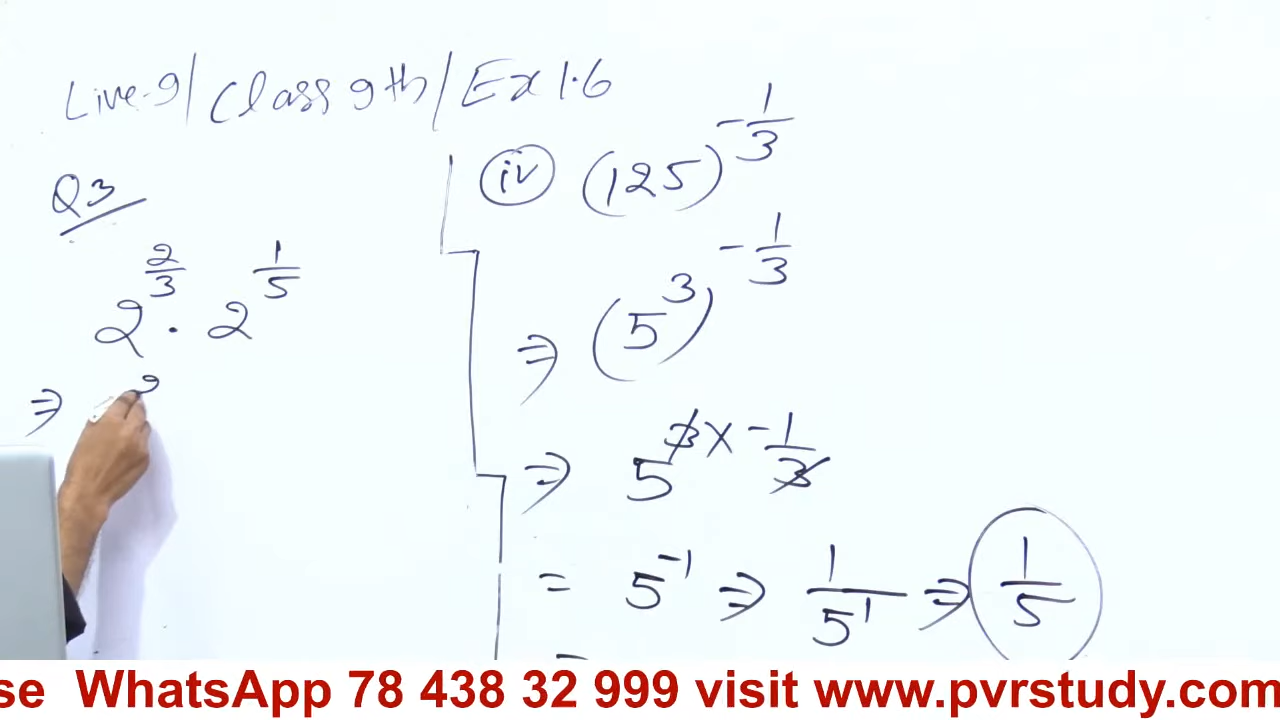 Live-9/Class 9th/Ex 1.6
Q3
2^(2/3) · 2^(1/5)
⇒ 2
iv (125)^(-1/3)
⇒ (5^3)^(-1/3)
⇒ 5^(3 × -1/3)
= 5^(-1) ⇒ 1/5^1 ⇒ 1/5
se WhatsApp 78 438 32 999 visit www.pvrstudy.com